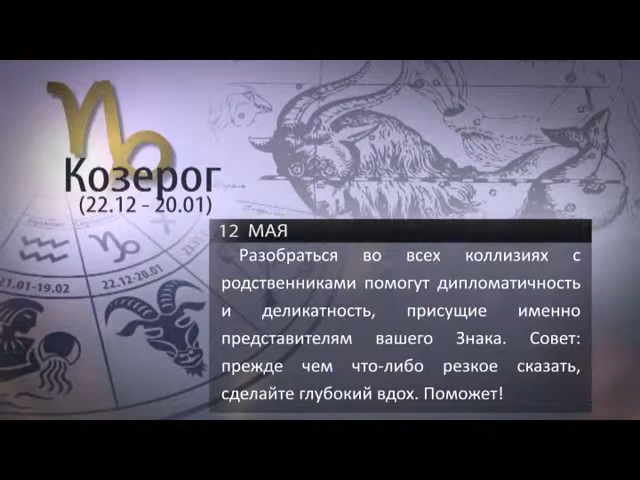 Козерог
(22.12 - 20.01)
21.01-19.02
22.12-20.01
12 МАЯ
Разобраться во всех коллизиях с
родственниками помогут дипломатичность
и деликатность, присущие именно
представителям вашего Знака. Совет:
прежде чем что-либо резкое сказать,
сделайте глубокий вдох. Поможет!